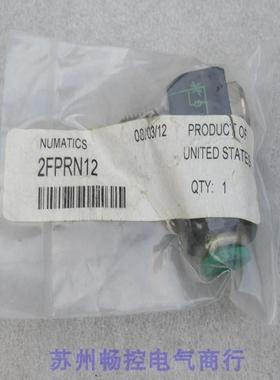 NUMATICS
08/03/12
PRODUCT OF
UNITED STATES
2FPRN12
QTY: 1
苏州畅控电气商行